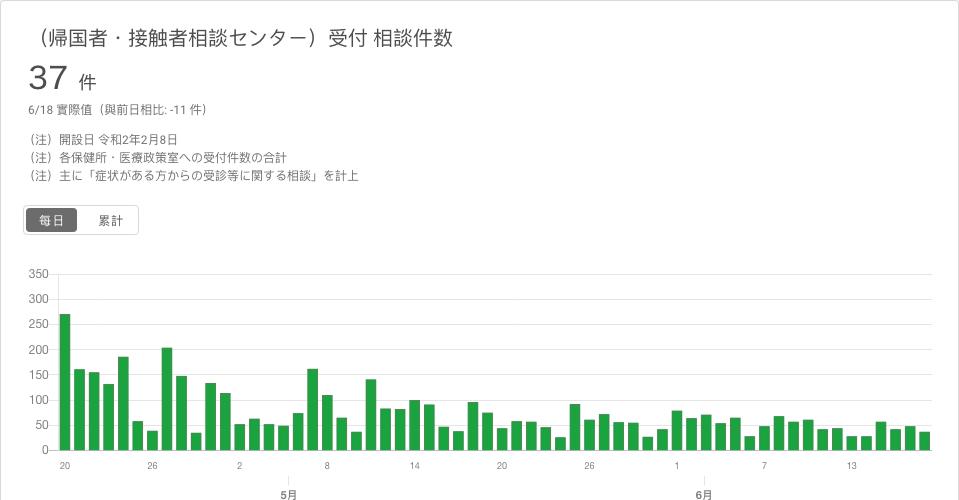 （帰国者・接触者相談センター）受付 相談件数
37 件
6/18 實際値（與前日相比: -11 件）
（注）開設日 令和2年2月8日
（注）各保健所・医療政策室への受付件数の合計
（注）主に「症状がある方からの受診等に関する相談」を計上
每日 累計
350
300
250
200
150
100
50
0
20 26 2 8 14 20 26 1 7 13
5月 6月